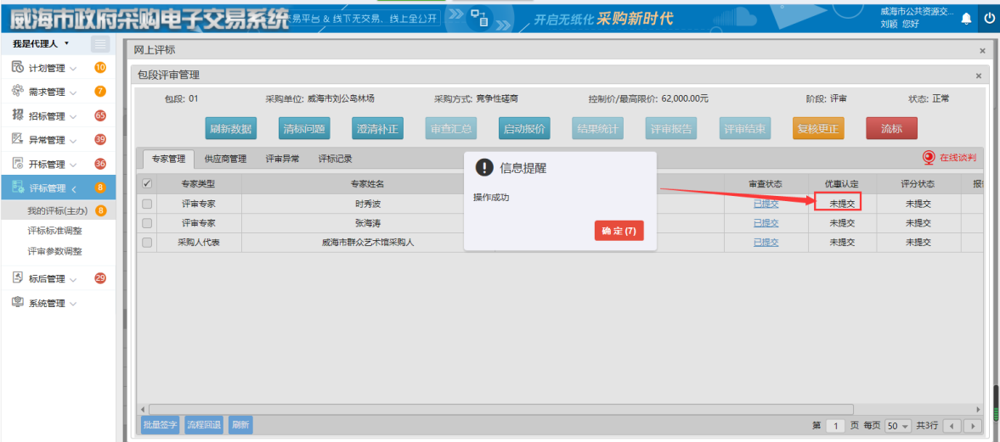 威海市政府采购电子交易系统
易平台 & 线下无交易、线上全公开
开启无纸化 采购新时代
威海市公共资源交...
刘颖 您好
我是代理人
计划管理 10
需求管理 7
招标管理 65
异常管理 39
开标管理 36
评标管理 8
我的评标(主办) 8
评标标准调整
评审参数调整
标后管理 29
系统管理
网上评标 ×
包段评审管理 ×
包段: 01 采购单位: 威海市刘公岛林场 采购方式: 竞争性磋商 控制价/最高限价: 62,000.00元 阶段: 评审 状态: 正常
刷新数据 清标问题 澄清补正 审查汇总 启动报价 结果统计 评审报告 评审结束 复核更正 流标
专家管理 供应商管理 评审异常 评标记录 在线谈判
专家类型 专家姓名 审查状态 优惠认定 评分状态
评审专家 时秀波 已提交 未提交 未提交
评审专家 张海涛 已提交 未提交 未提交
采购人代表 威海市群众艺术馆采购人 已提交 未提交 未提交
信息提醒
操作成功
确定(7)
批量签字 流程回退 刷新
第 1 页 每页 50 共3行